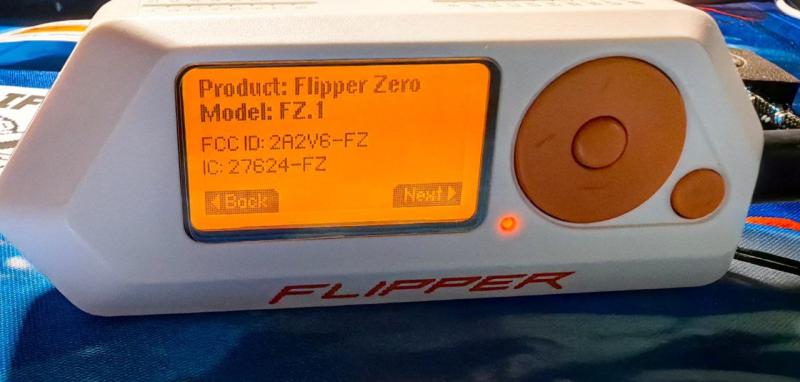 Product: Flipper Zero
Model: FZ.1
FCC ID: 2A2V6-FZ
IC: 27624-FZ
Back
Next
FLIPPER